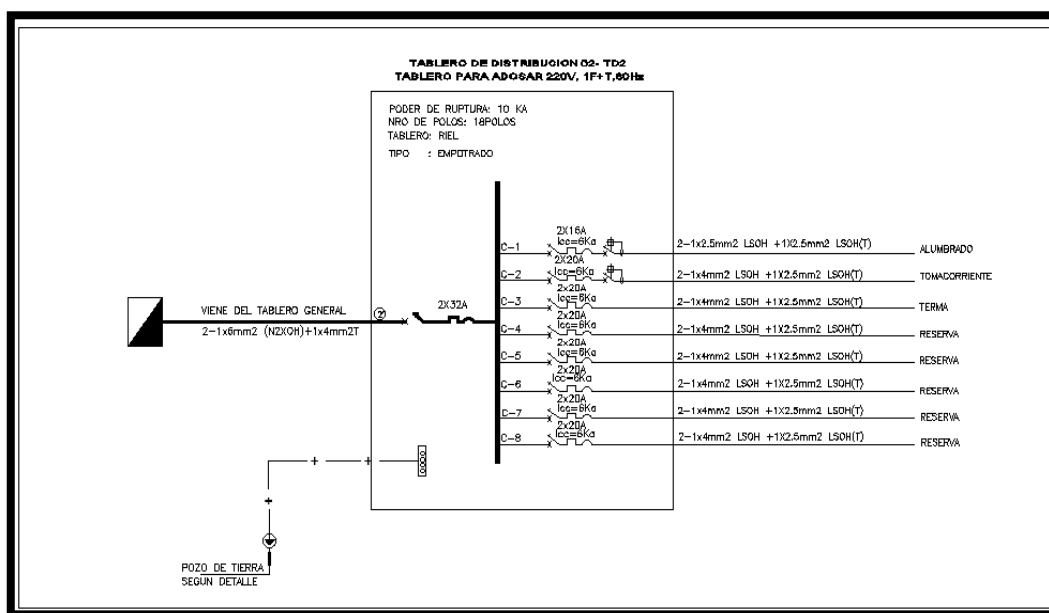 TABLERO DE DISTRIBUCION 02- TD2
TABLERO PARA ADOSAR 220V, 1F+T,60Hz
PODER DE RUPTURA: 10 KA
NRO DE POLOS: 18POLOS
TABLERO: RIEL
TIPO : EMPOTRADO
C-1 2X16A Icc=6Ka 2-1x2.5mm2 LSOH +1X2.5mm2 LSOH(T) ALUMBRADO
C-2 2X20A Icc=6Ka 2-1x4mm2 LSOH +1X2.5mm2 LSOH(T) TOMACORRIENTE
C-3 2x20A Icc=6Ka 2-1x4mm2 LSOH +1X2.5mm2 LSOH(T) TERMA
C-4 2x20A Icc=6Ka 2-1x4mm2 LSOH +1X2.5mm2 LSOH(T) RESERVA
C-5 2x20A Icc=6Ka 2-1x4mm2 LSOH +1X2.5mm2 LSOH(T) RESERVA
C-6 2x20A Icc=6Ka 2-1x4mm2 LSOH +1X2.5mm2 LSOH(T) RESERVA
C-7 2x20A Icc=6Ka 2-1x4mm2 LSOH +1X2.5mm2 LSOH(T) RESERVA
C-8 2x20A Icc=6Ka 2-1x4mm2 LSOH +1X2.5mm2 LSOH(T) RESERVA
VIENE DEL TABLERO GENERAL
2-1x6mm2 (N2XOH)+1x4mm2T
2X32A
POZO DE TIERRA
SEGUN DETALLE